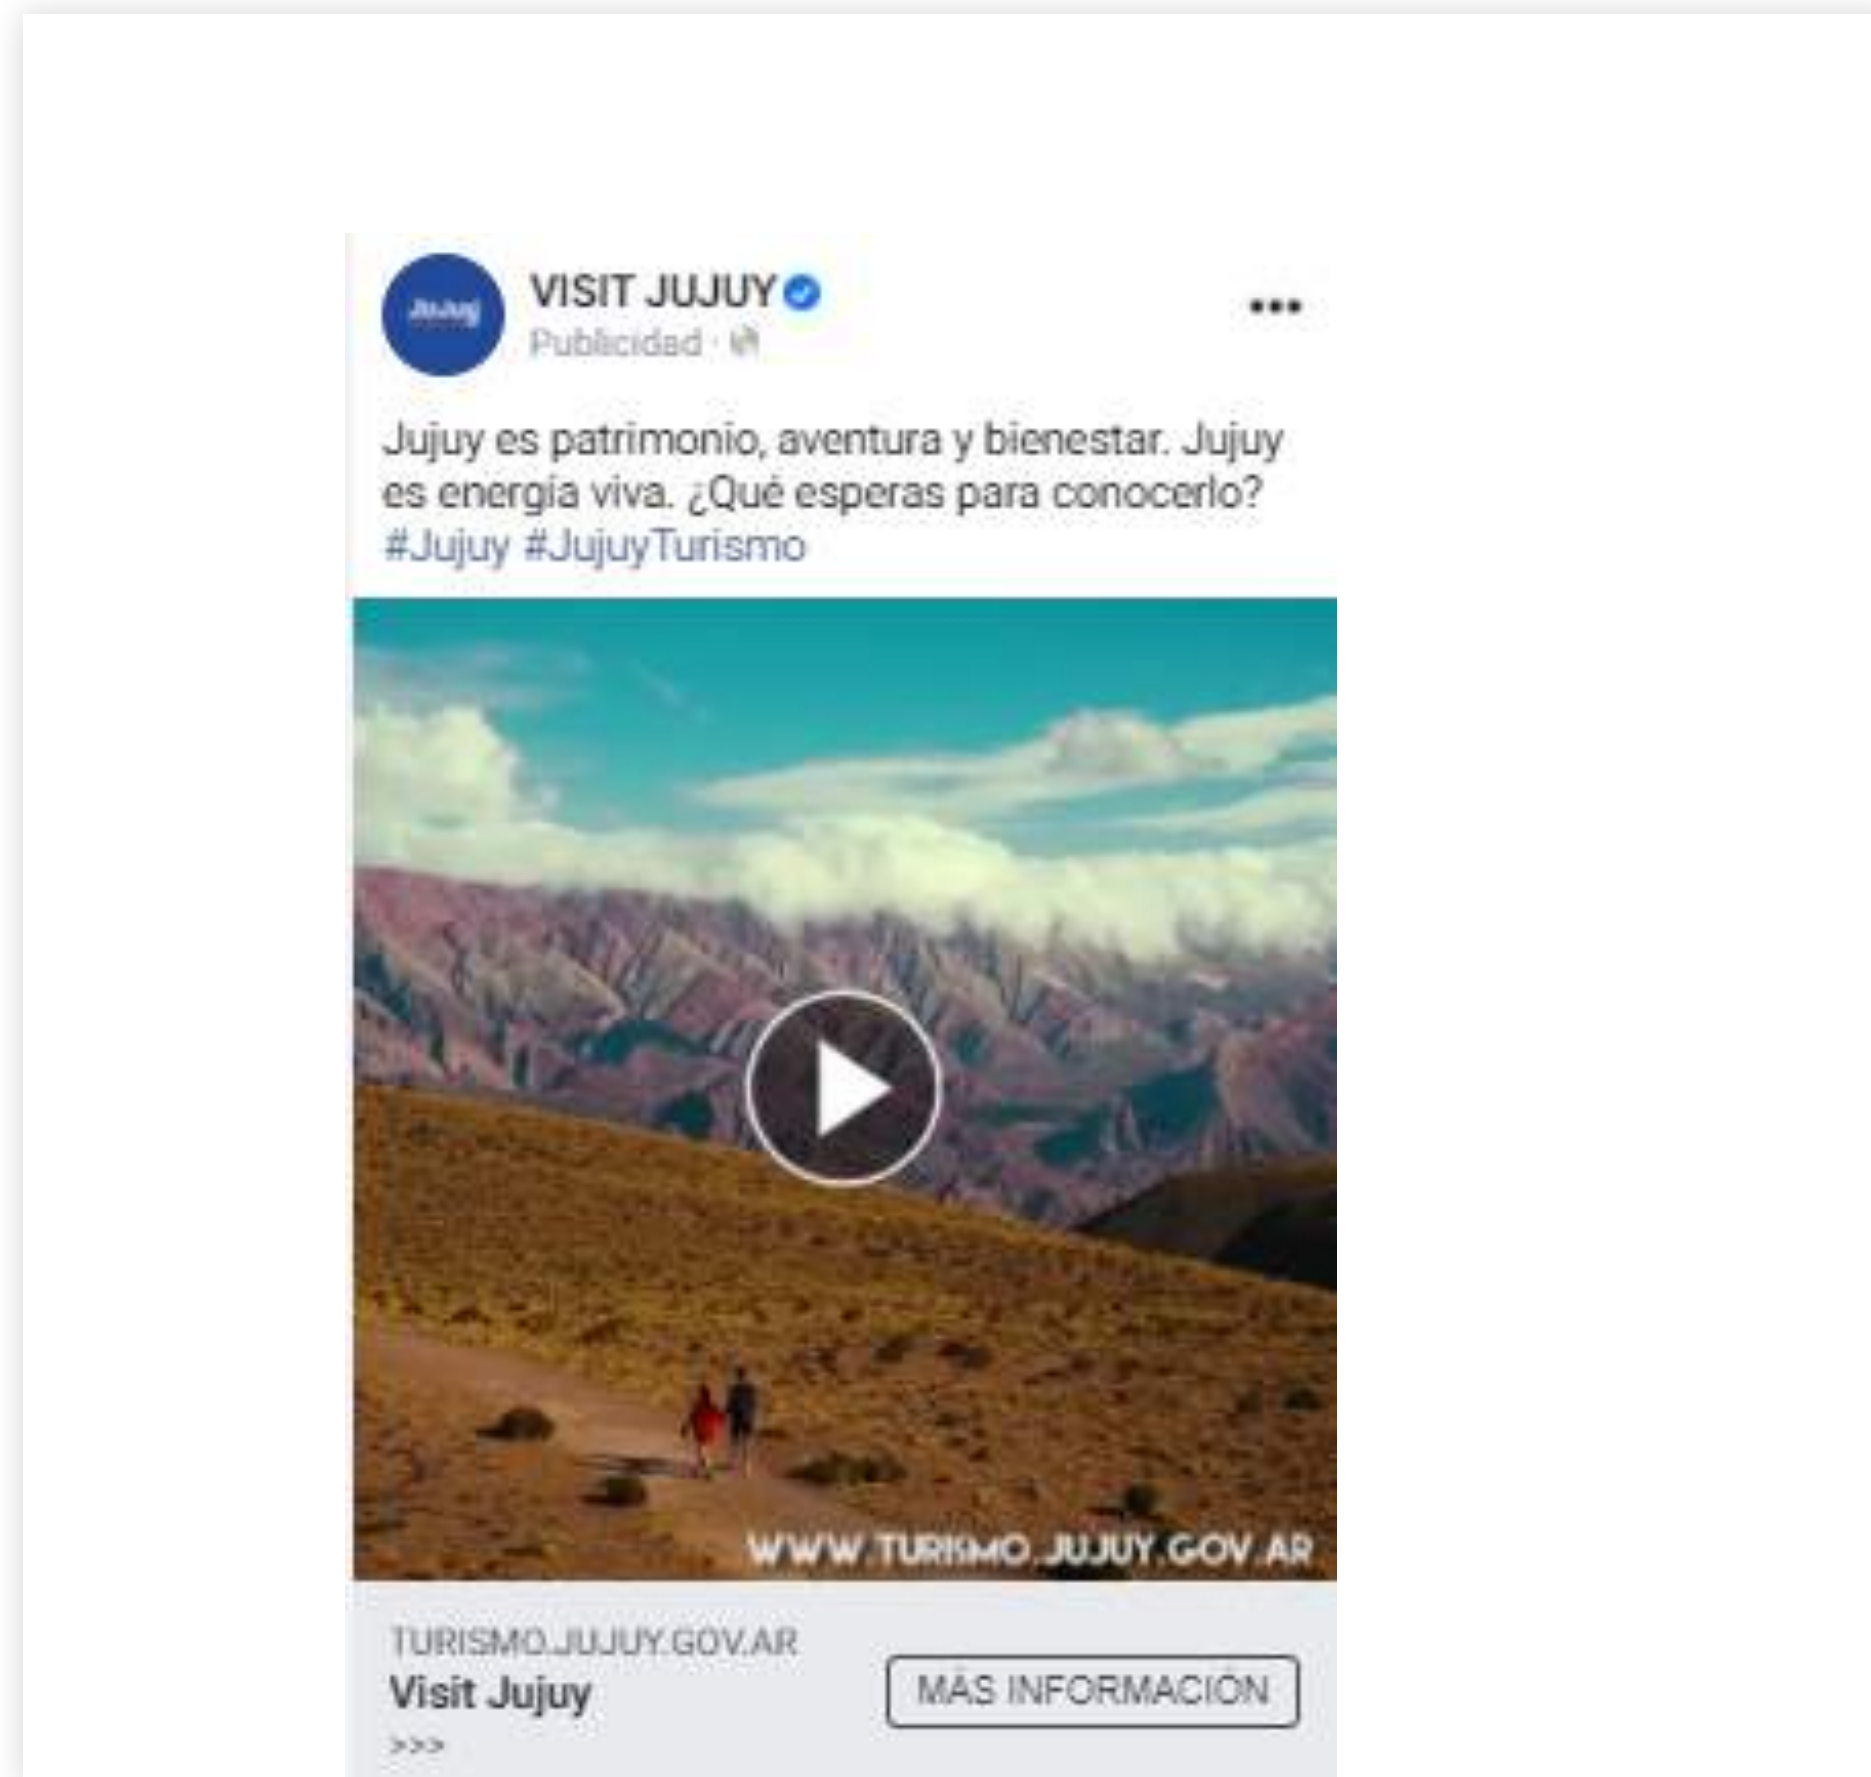 Jujuy
VISIT JUJUY
Publicidad ·
•••
Jujuy es patrimonio, aventura y bienestar. Jujuy
es energía viva. ¿Qué esperas para conocerlo?
#Jujuy #JujuyTurismo
WWW.TURISMO.JUJUY.GOV.AR
TURISMO.JUJUY.GOV.AR
Visit Jujuy
MÁS INFORMACIÓN
>>>